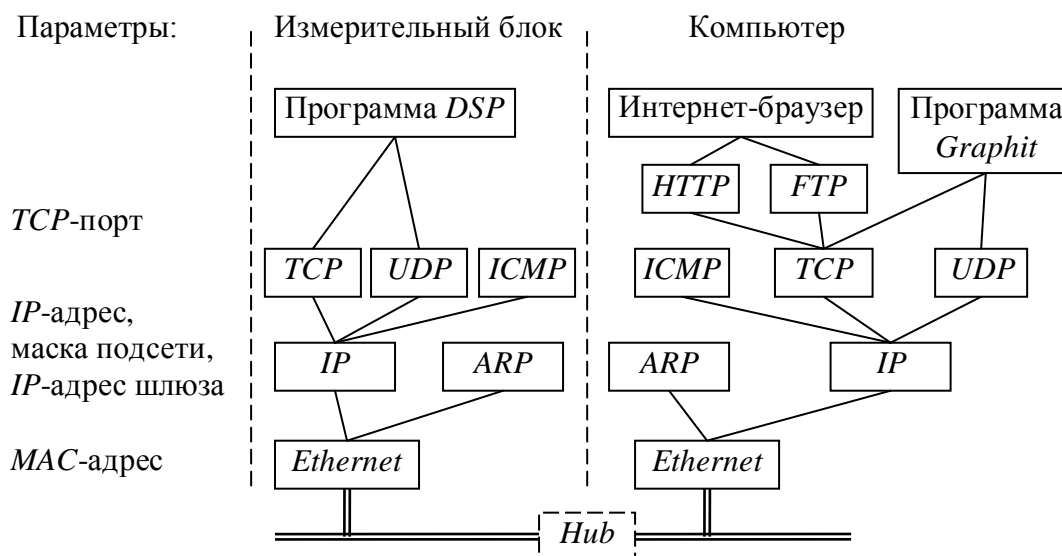 Параметры:
Измерительный блок
Компьютер
Программа DSP
Интернет-браузер
Программа
Graphit
HTTP
FTP
TCP-порт
TCP
UDP
ICMP
ICMP
TCP
UDP
IP-адрес,
маска подсети,
IP-адрес шлюза
IP
ARP
ARP
IP
MAC-адрес
Ethernet
Ethernet
Hub